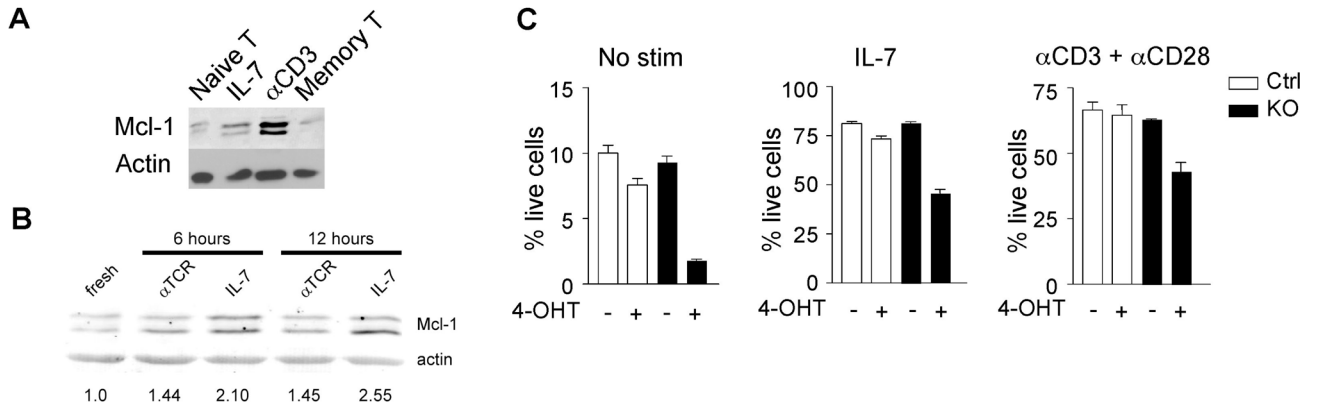 A
Naive T
IL-7
αCD3
Memory T
Mcl-1
Actin
B
6 hours
12 hours
fresh
αTCR
IL-7
αTCR
IL-7
Mcl-1
actin
1.0
1.44
2.10
1.45
2.55
C
No stim
15
10
5
0
% live cells
4-OHT
- + - +
IL-7
100
75
50
25
0
% live cells
4-OHT
- + - +
αCD3 + αCD28
75
50
25
0
% live cells
4-OHT
- + - +
Ctrl
KO